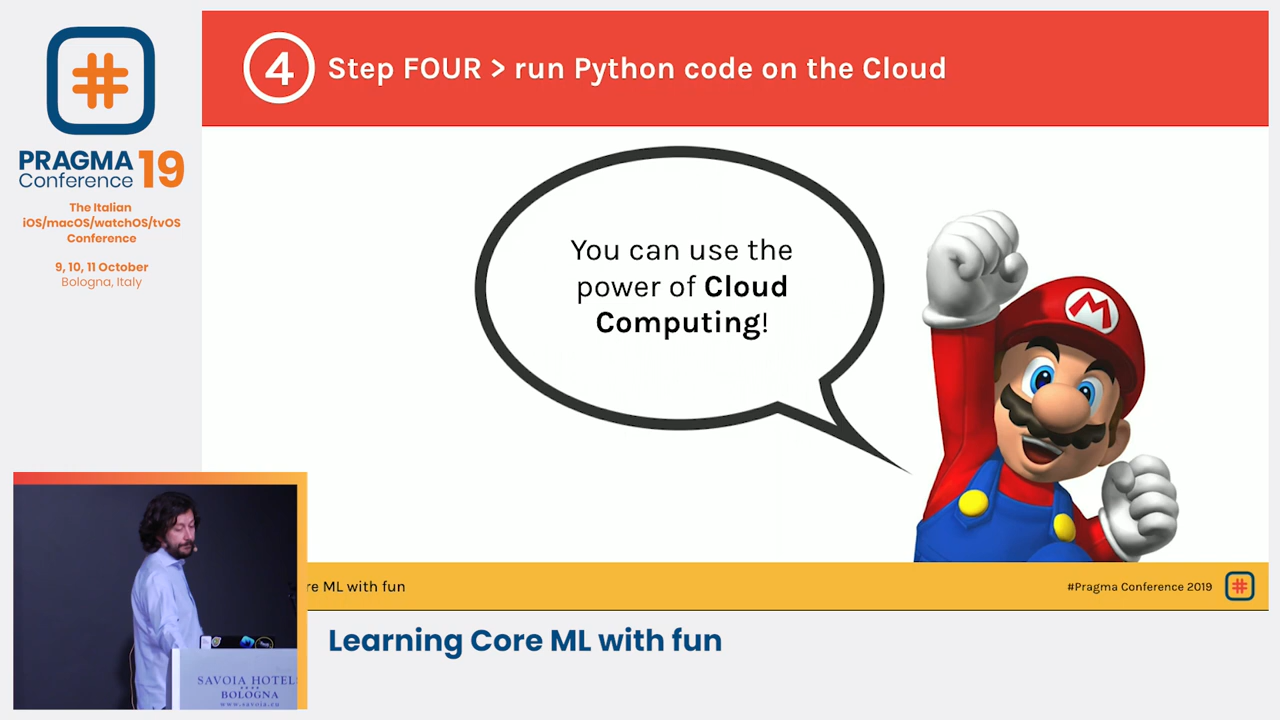 PRAGMA 19
Conference
The Italian
iOS/macOS/watchOS/tvOS
Conference
9, 10, 11 October
Bologna, Italy
4 Step FOUR > run Python code on the Cloud
You can use the
power of Cloud
Computing!
M
re ML with fun
#Pragma Conference 2019
SAVOIA HOTEL
BOLOGNA
www.savoia.eu
Learning Core ML with fun